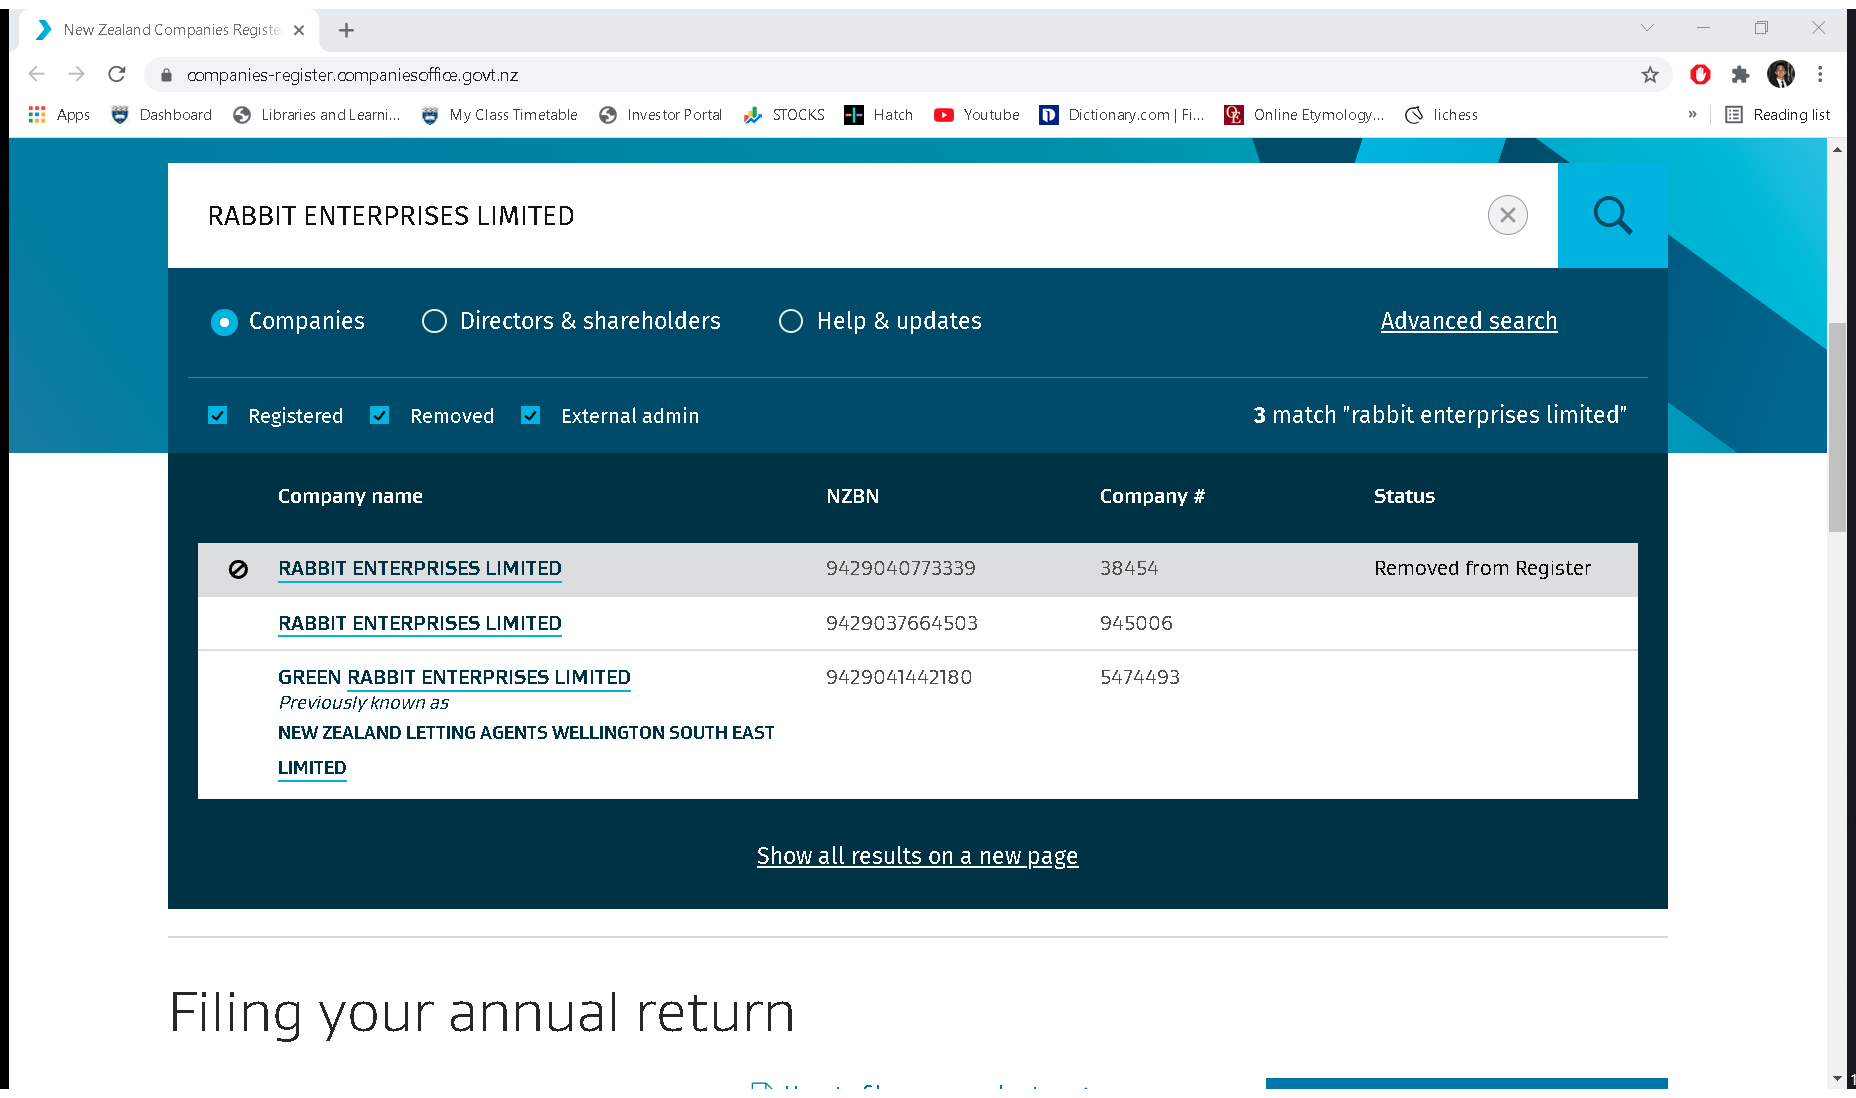 New Zealand Companies Registe
companies-register.companiesoffice.govt.nz
Apps Dashboard Libraries and Learni... My Class Timetable Investor Portal STOCKS Hatch Youtube Dictionary.com | Fi... Online Etymology... lichess » Reading list
RABBIT ENTERPRISES LIMITED
Companies Directors & shareholders Help & updates Advanced search
Registered Removed External admin 3 match "rabbit enterprises limited"
Company name NZBN Company # Status
RABBIT ENTERPRISES LIMITED 9429040773339 38454 Removed from Register
RABBIT ENTERPRISES LIMITED 9429037664503 945006
GREEN RABBIT ENTERPRISES LIMITED 9429041442180 5474493
Previously known as
NEW ZEALAND LETTING AGENTS WELLINGTON SOUTH EAST
LIMITED
Show all results on a new page
Filing your annual return